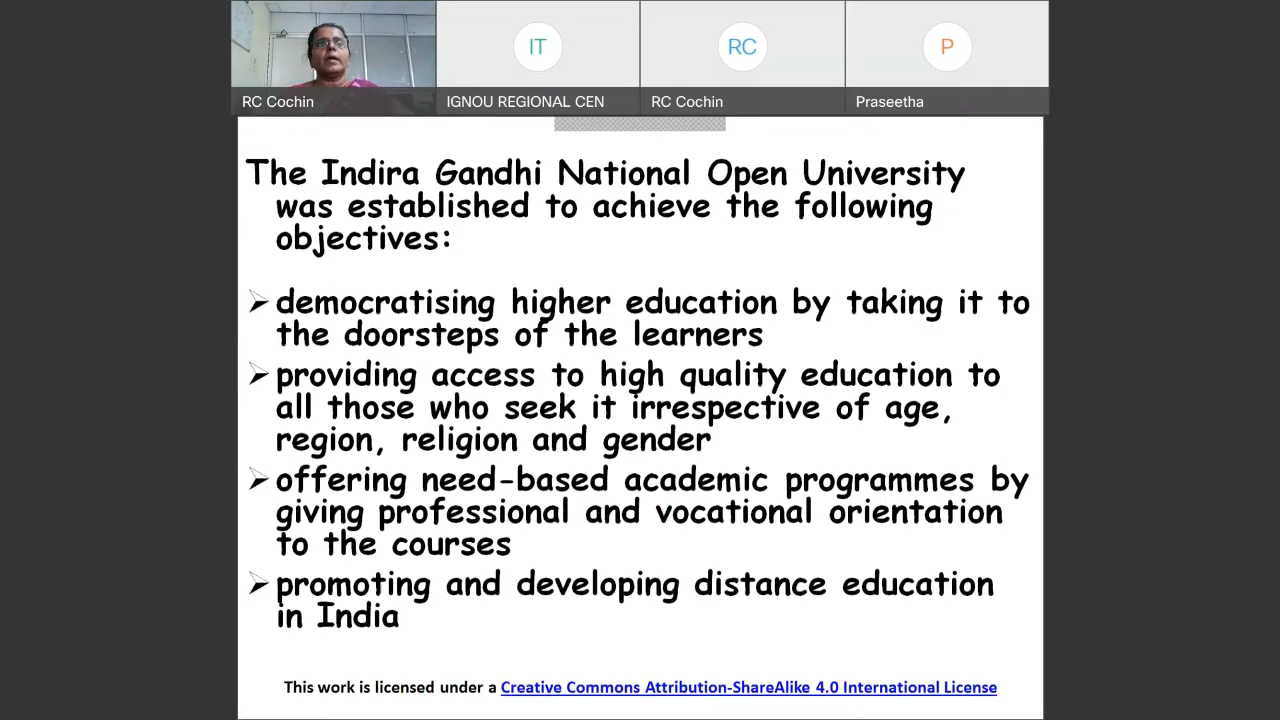 IT
RC
P
RC Cochin
IGNOU REGIONAL CEN
RC Cochin
Praseetha
The Indira Gandhi National Open University
was established to achieve the following
objectives:
democratising higher education by taking it to
the doorsteps of the learners
providing access to high quality education to
all those who seek it irrespective of age,
region, religion and gender
offering need-based academic programmes by
giving professional and vocational orientation
to the courses
promoting and developing distance education
in India
This work is licensed under a Creative Commons Attribution-ShareAlike 4.0 International License